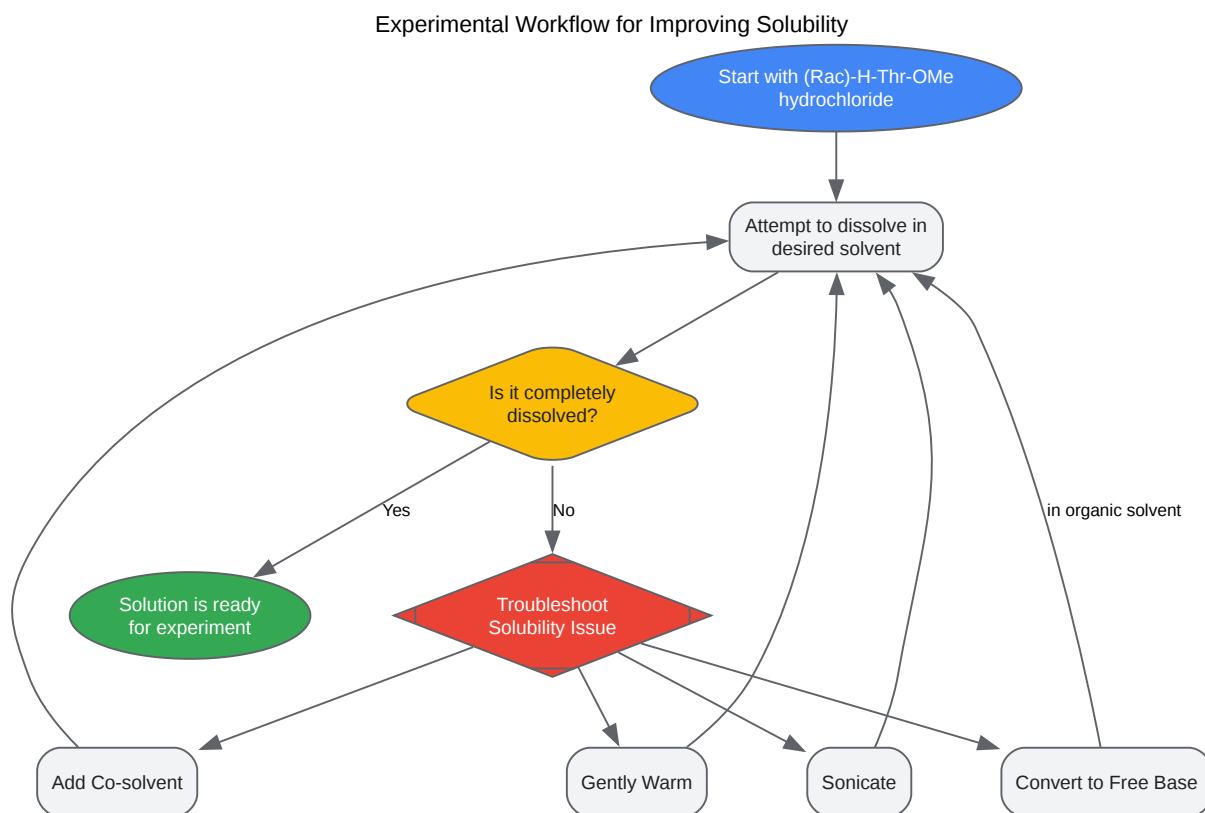 Experimental Workflow for Improving Solubility
Start with (Rac)-H-Thr-OMe
hydrochloride
Attempt to dissolve in
desired solvent
Is it completely
dissolved?
Yes
No
in organic solvent
Solution is ready
for experiment
Troubleshoot
Solubility Issue
Add Co-solvent
Gently Warm
Sonicate
Convert to Free Base